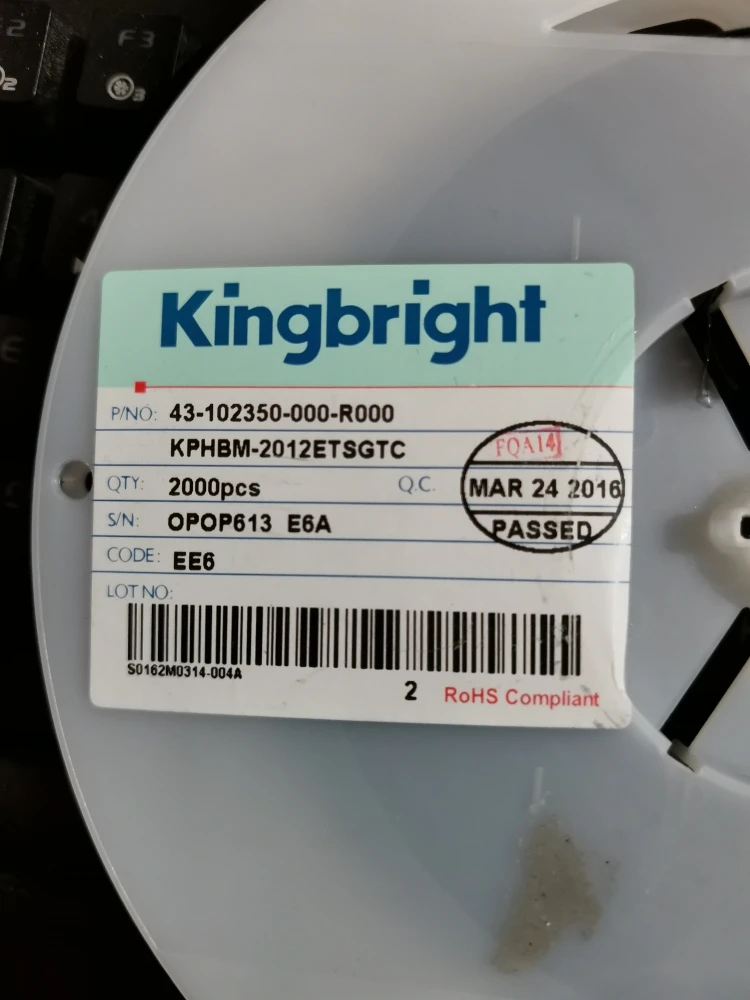 F3
Kingbright
P/NO: 43-102350-000-R000
KPHBM-2012ETSGTC
FQA14
QTY: 2000pcs Q.C. MAR 24 2016
S/N: OPOP613 E6A PASSED
CODE: EE6
LOT NO:
S0162M0314-004A
2 RoHS Compliant